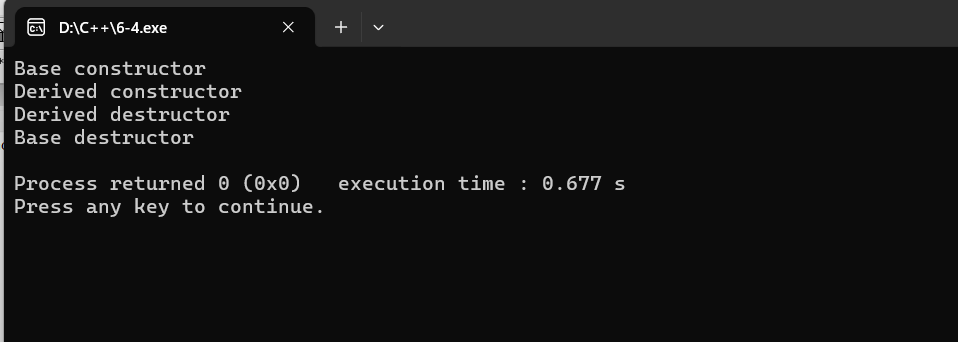 D:\C++\6-4.exe
Base constructor
Derived constructor
Derived destructor
Base destructor
Process returned 0 (0x0)   execution time : 0.677 s
Press any key to continue.